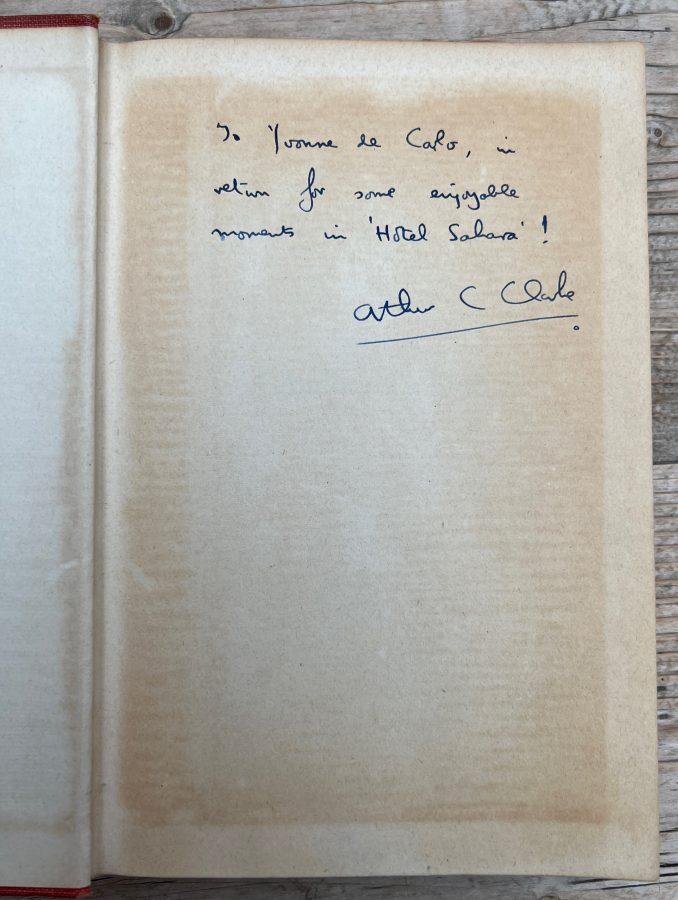 To Yvonne de Carlo, in
return for some enjoyable
moments in 'Hotel Sahara' !
Arthur C Clarke